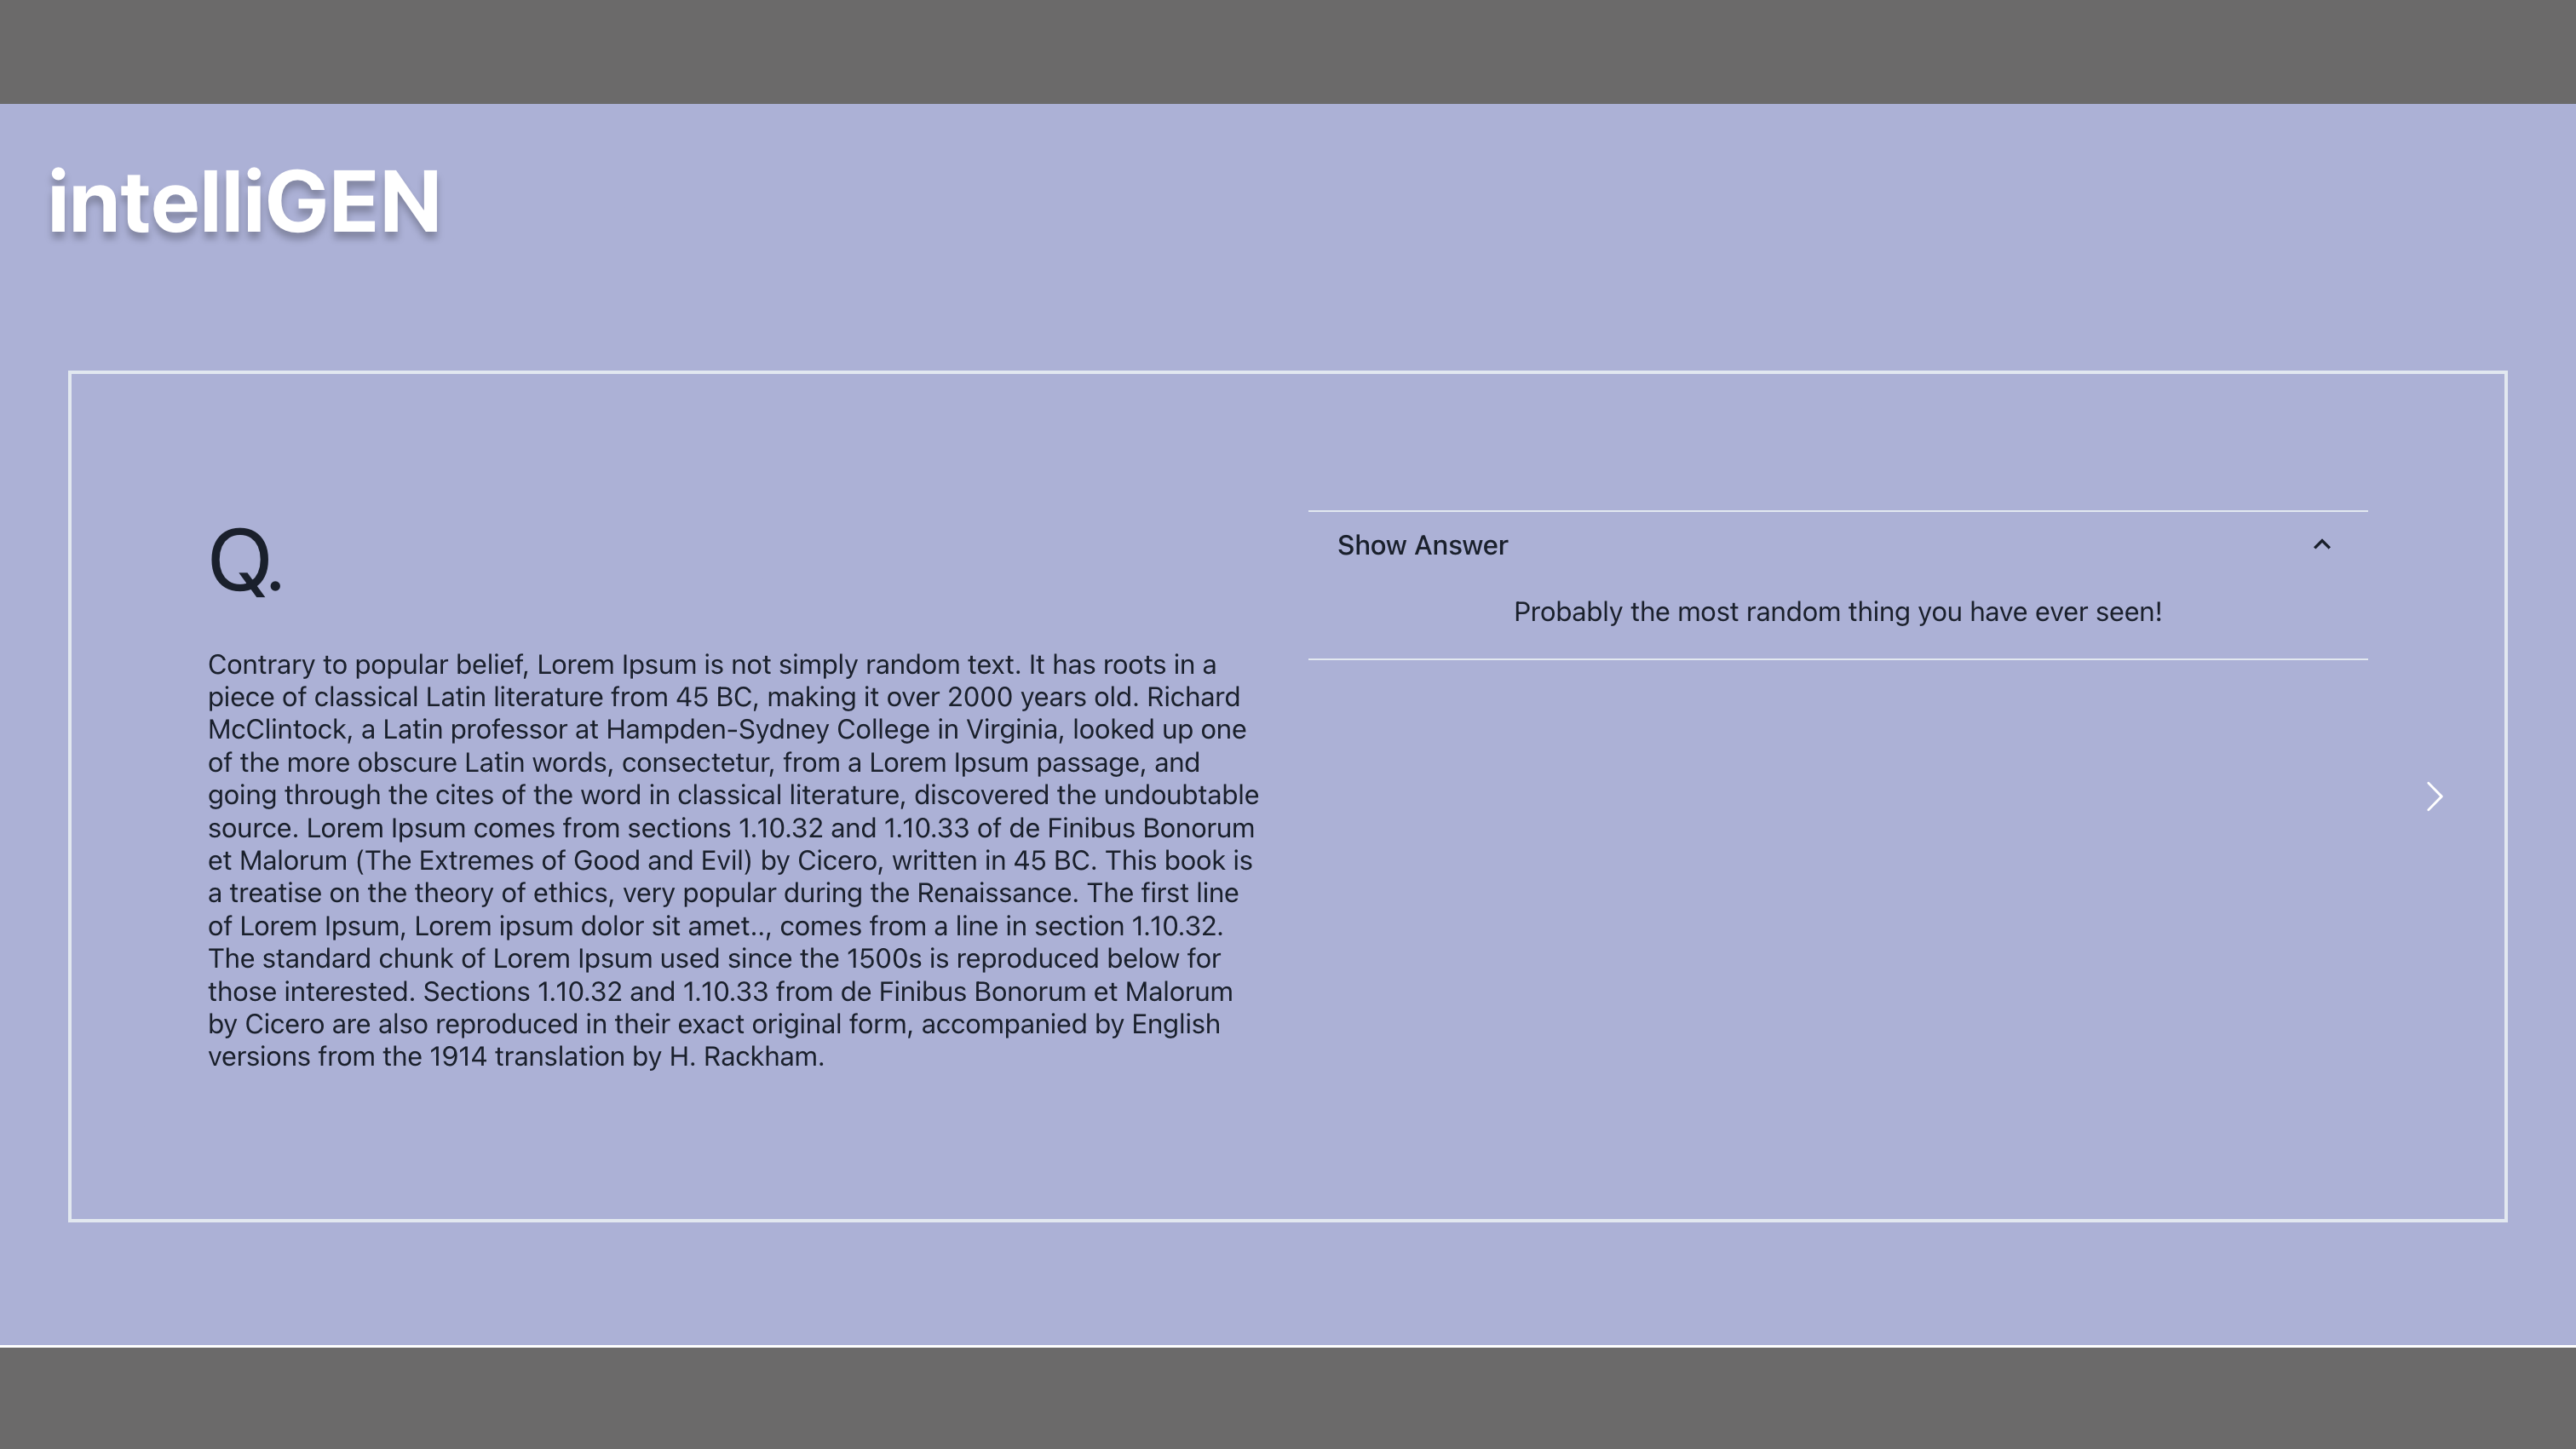 intelliGEN
Q.
Contrary to popular belief, Lorem Ipsum is not simply random text. It has roots in a
piece of classical Latin literature from 45 BC, making it over 2000 years old. Richard
McClintock, a Latin professor at Hampden-Sydney College in Virginia, looked up one
of the more obscure Latin words, consectetur, from a Lorem Ipsum passage, and
going through the cites of the word in classical literature, discovered the undoubtable
source. Lorem Ipsum comes from sections 1.10.32 and 1.10.33 of de Finibus Bonorum
et Malorum (The Extremes of Good and Evil) by Cicero, written in 45 BC. This book is
a treatise on the theory of ethics, very popular during the Renaissance. The first line
of Lorem Ipsum, Lorem ipsum dolor sit amet.., comes from a line in section 1.10.32.
The standard chunk of Lorem Ipsum used since the 1500s is reproduced below for
those interested. Sections 1.10.32 and 1.10.33 from de Finibus Bonorum et Malorum
by Cicero are also reproduced in their exact original form, accompanied by English
versions from the 1914 translation by H. Rackham.
Show Answer
Probably the most random thing you have ever seen!